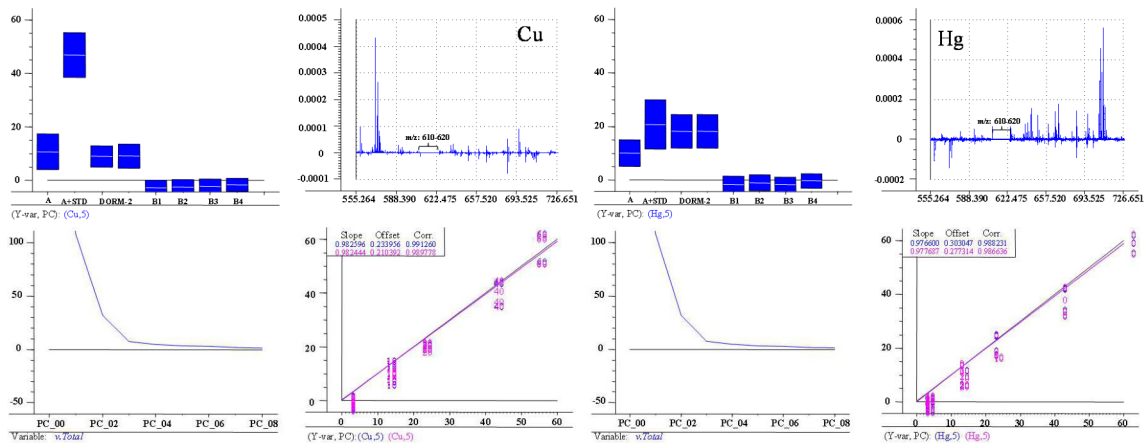 60
40
20
0
A A+STD DORM-2 B1 B2 B3 B4
(Y-var, PC): (Cu,5)
0.0005
0.0004
0.0003
0.0002
0.0001
0
-0.0001
Cu
m/z: 610-620
555.264 588.390 622.475 657.520 693.525 726.651
60
40
20
0
A A+STD DORM-2 B1 B2 B3 B4
(Y-var, PC): (Hg,5)
0.0006
0.0004
0.0002
0
-0.0002
Hg
m/z: 610-620
555.264 588.390 622.475 657.520 693.525 726.651
100
50
0
-50
PC_00 PC_02 PC_04 PC_06 PC_08
Variable: v.Total
Slope Offset Corr.
0.982596 0.233956 0.991260
0.982444 0.210392 0.989778
60
40
20
0
0 10 20 30 40 50 60
(Y-var, PC): (Cu,5) (Cu,5)
100
50
0
-50
PC_00 PC_02 PC_04 PC_06 PC_08
Variable: v.Total
Slope Offset Corr.
0.976600 0.303047 0.988231
0.977687 0.277314 0.986636
60
40
20
0
0 10 20 30 40 50 60
(Y-var, PC): (Hg,5) (Hg,5)